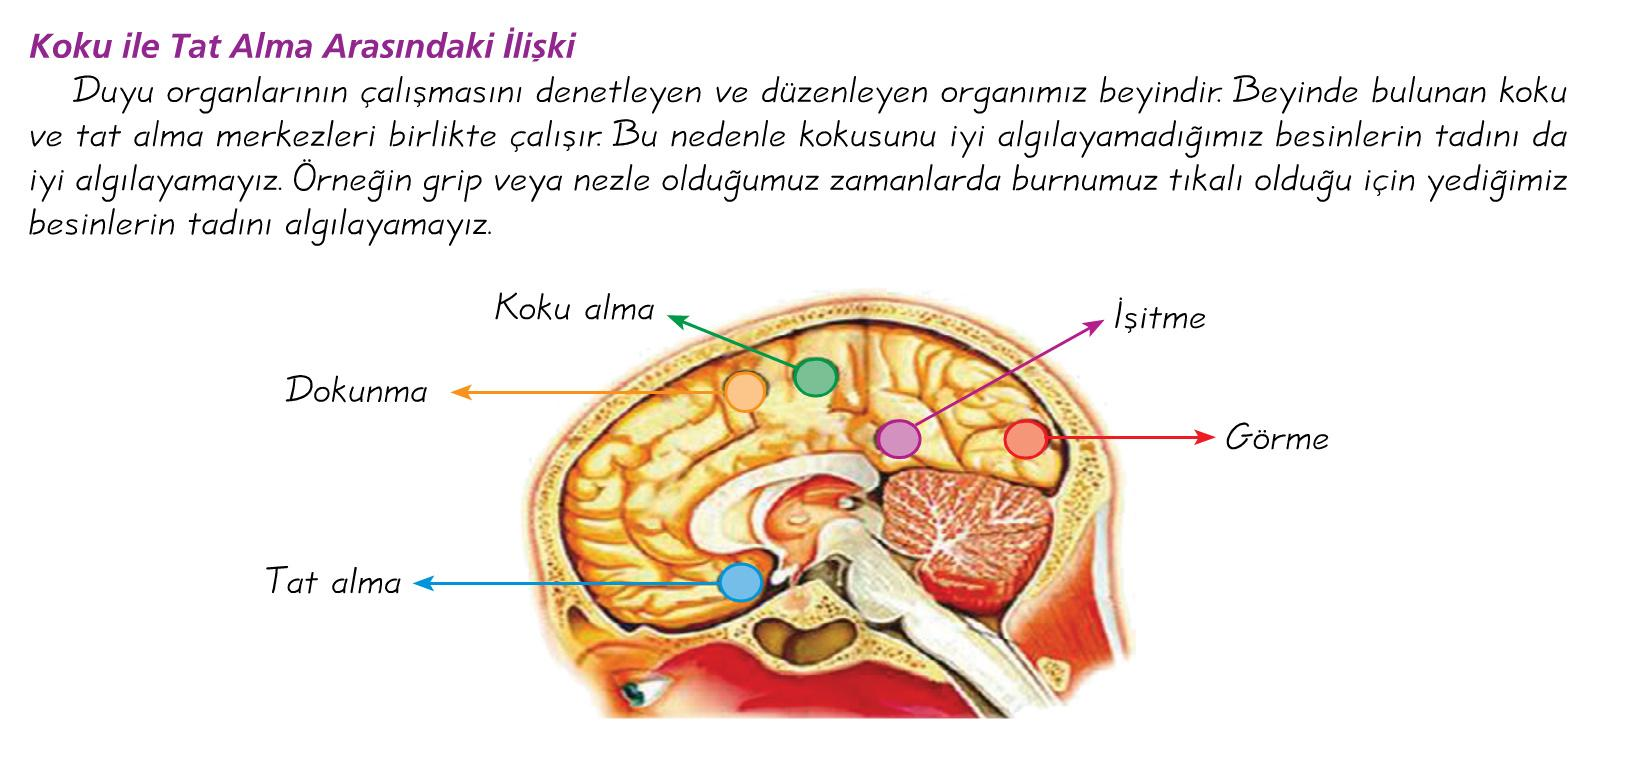 Koku ile Tat Alma Arasındaki İlişki
Duyu organlarının çalışmasını denetleyen ve düzenleyen organımız beyindir. Beyinde bulunan koku
ve tat alma merkezleri birlikte çalışır. Bu nedenle kokusunu iyi algılayamadığımız besinlerin tadını da
iyi algılayamayız. Örneğin grip veya nezle olduğumuz zamanlarda burnumuz tıkalı olduğu için yediğimiz
besinlerin tadını algılayamayız.
Koku alma
İşitme
Dokunma
Görme
Tat alma